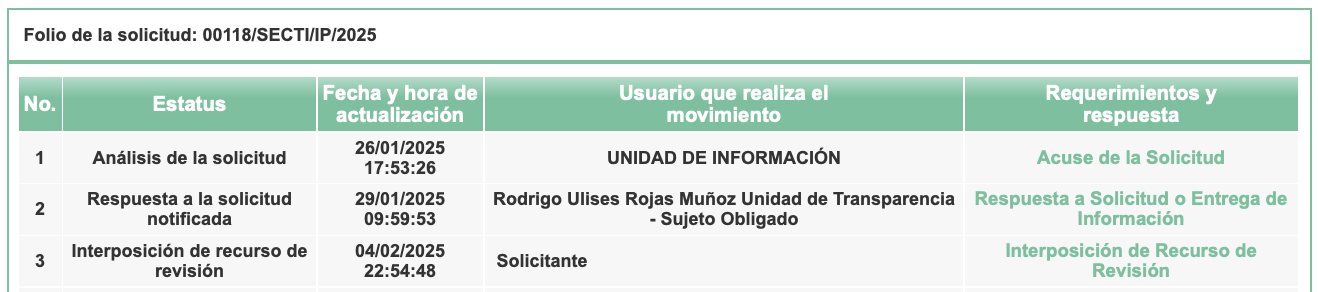 Folio de la solicitud: 00118/SECTI/IP/2025
No.
Estatus
Fecha y hora de
actualización
Usuario que realiza el
movimiento
Requerimientos y
respuesta
1
Análisis de la solicitud
26/01/2025
17:53:26
UNIDAD DE INFORMACIÓN
Acuse de la Solicitud
2
Respuesta a la solicitud
notificada
29/01/2025
09:59:53
Rodrigo Ulises Rojas Muñoz Unidad de Transparencia
- Sujeto Obligado
Respuesta a Solicitud o Entrega de
Información
3
Interposición de recurso de
revisión
04/02/2025
22:54:48
Solicitante
Interposición de Recurso de
Revisión